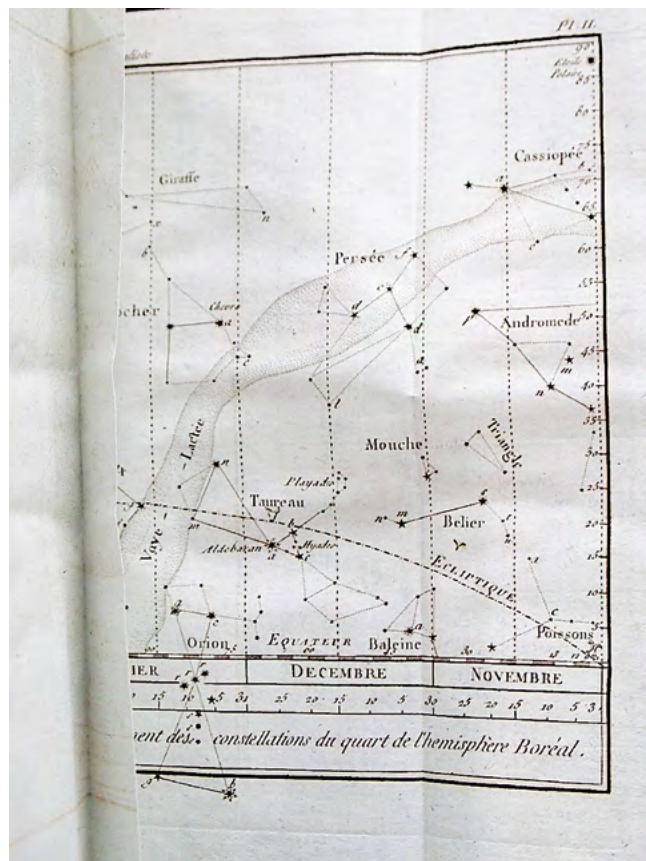 Pl. II.
90
Etoile
Polaire
85
80
75
Cassiopée
70
Giraffe
65
Persée
60
55
Chevre
ocher
Andromede
50
45
40
35
Lactée
Mouche
Triangle
30
Playade
25
Taureau
Belier
20
Voye
Aldebaran
Hyades
15
ECLIPTIQUE
10
5
Orion
EQUATEUR
Baleine
Poissons
IER
DECEMBRE
NOVEMBRE
15 10 5 31 25 20 15 10 5 30 25 20 15 10 5 31
ment des constellations du quart de l'hemisphère Boréal.